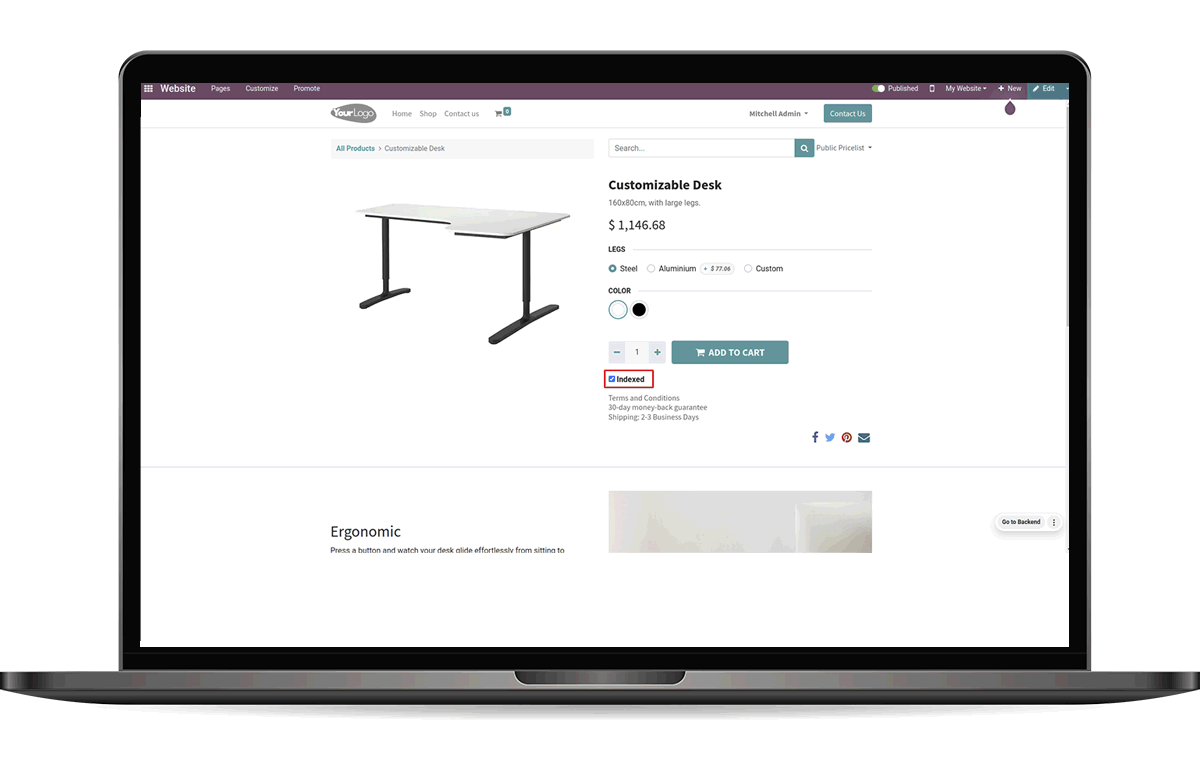 Website Pages Customize Promote Published My Website New Edit
YourLogo Home Shop Contact us 0 Mitchell Admin Contact Us
All Products > Customizable Desk Search... Public Pricelist
Customizable Desk
160x80cm, with large legs.
$ 1,146.68
LEGS
Steel Aluminium + $ 77.06 Custom
COLOR
1 ADD TO CART
Indexed
Terms and Conditions
30-day money-back guarantee
Shipping: 2-3 Business Days
Go to Backend
Ergonomic
Press a button and watch your desk glide effortlessly from sitting to